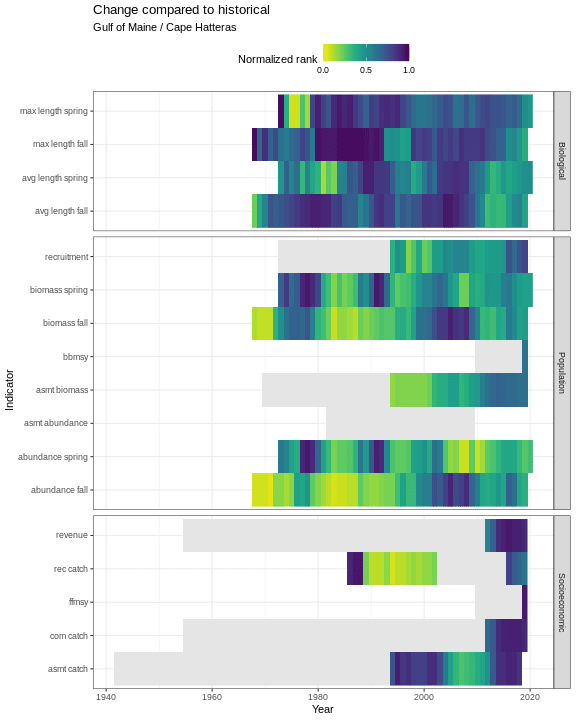 Change compared to historical
Gulf of Maine / Cape Hatteras
Normalized rank
0.0 0.5 1.0
max length spring
max length fall
avg length spring
avg length fall
Biological
recruitment
biomass spring
biomass fall
bbmsy
asmt biomass
asmt abundance
abundance spring
abundance fall
Population
revenue
rec catch
ffmsy
com catch
asmt catch
Socioeconomic
Indicator
1940 1960 1980 2000 2020
Year